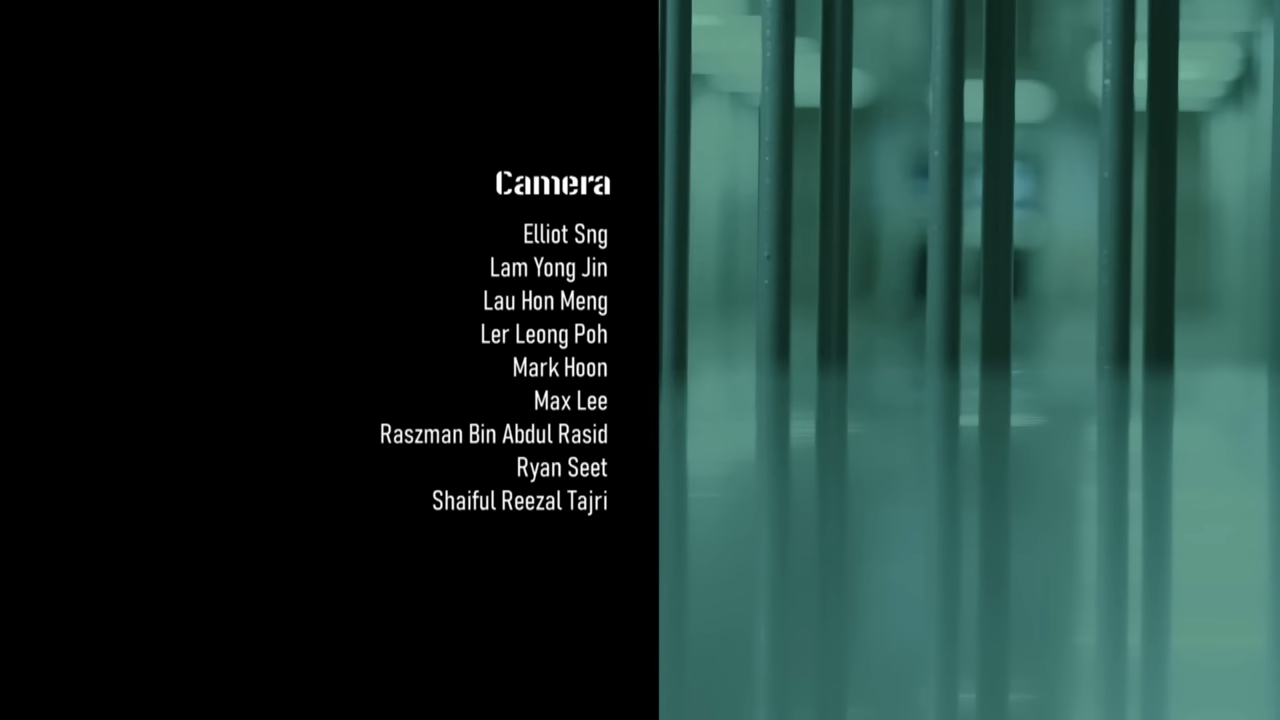 Camera
Elliot Sng
Lam Yong Jin
Lau Hon Meng
Ler Leong Poh
Mark Hoon
Max Lee
Raszman Bin Abdul Rasid
Ryan Seet
Shaiful Reezal Tajri